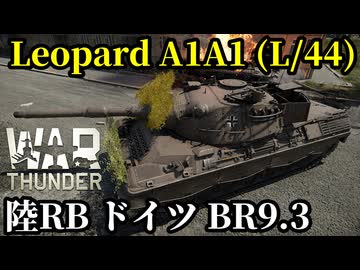 Leopard A1A1 (L/44)
WAR
THUNDER
陸RB ドイツ BR9.3